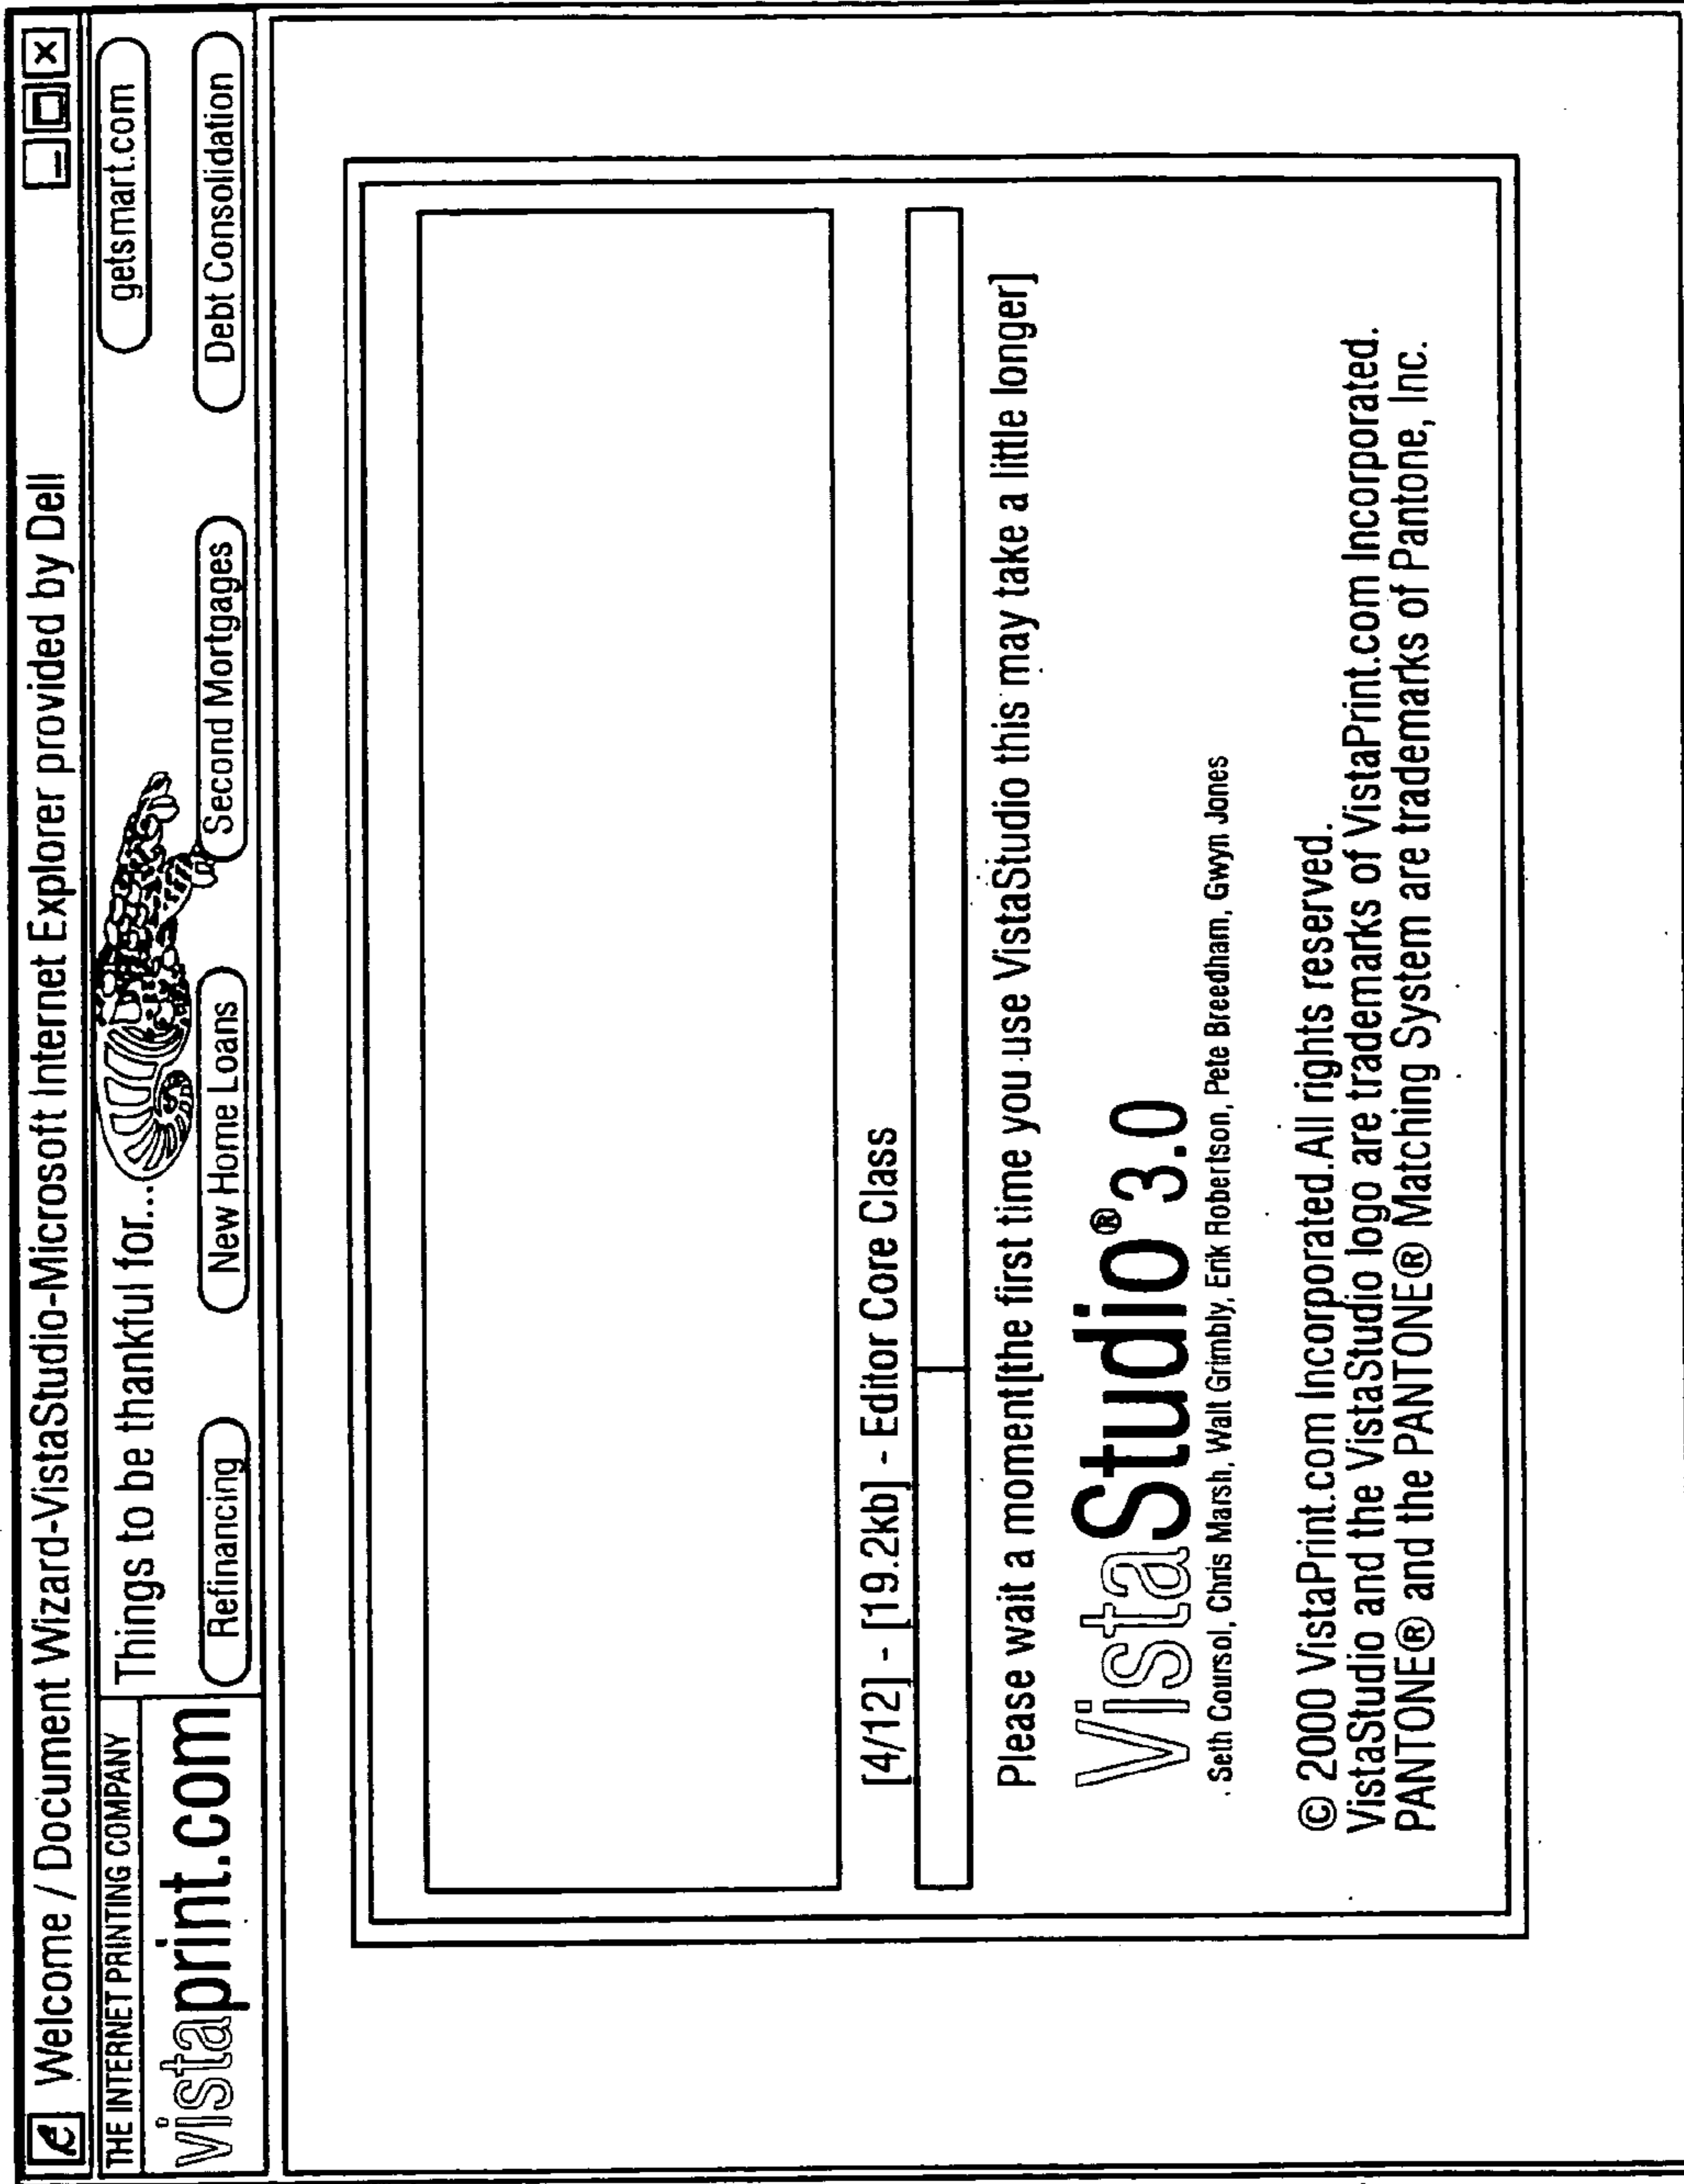 Welcome / Document Wizard-VistaStudio-Microsoft Internet Explorer provided by Dell
THE INTERNET PRINTING COMPANY
vistaprint.com
Things to be thankful for...
getsmart.com
Refinancing
New Home Loans
Second Mortgages
Debt Consolidation
[4/12] - [19.2kb] - Editor Core Class
Please wait a moment[the first time you use VistaStudio this may take a little longer]
VistaStudio® 3.0
Seth Coursol, Chris Marsh, Walt Grimbly, Erik Robertson, Pete Breedham, Gwyn Jones
© 2000 VistaPrint.com Incorporated. All rights reserved.
VistaStudio and the VistaStudio logo are trademarks of VistaPrint.com Incorporated.
PANTONE® and the PANTONE® Matching System are trademarks of Pantone, Inc.